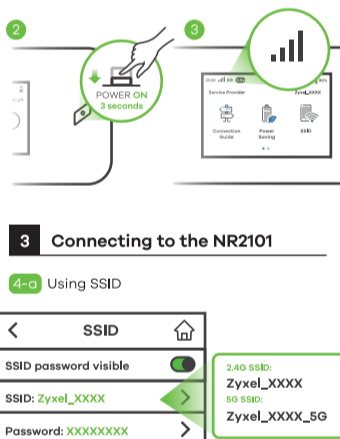 2
3
POWER ON
3 seconds
Service Provider
Zyxel_XXXX
Connection
Guide
Power
Saving
SSID
3 Connecting to the NR2101
4-a Using SSID
SSID
SSID password visible
SSID: Zyxel_XXXX
Password: XXXXXXXX
2.4G SSID:
Zyxel_XXXX
5G SSID:
Zyxel_XXXX_5G